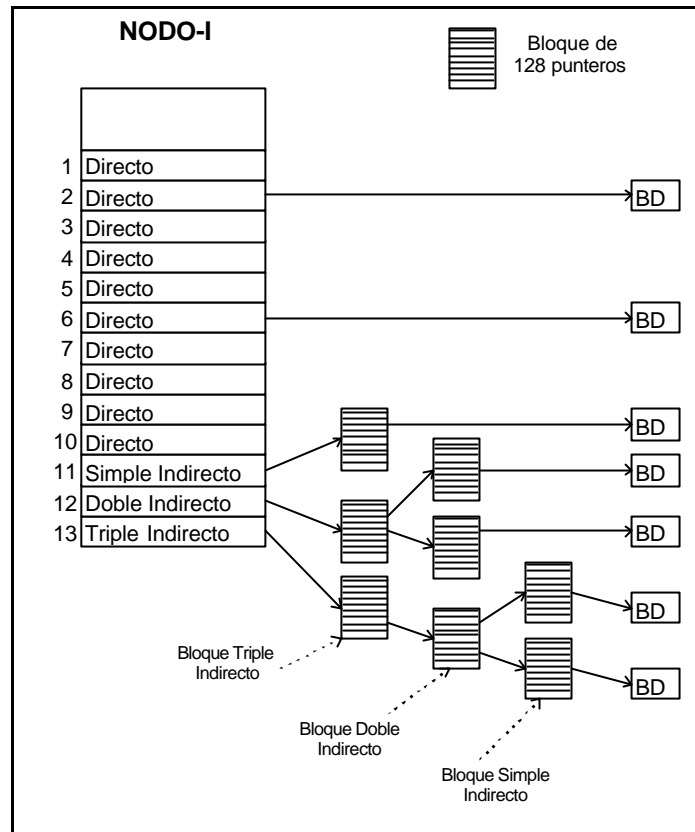 NODO-I
Bloque de
128 punteros
1 Directo
2 Directo
BD
3 Directo
4 Directo
5 Directo
6 Directo
BD
7 Directo
8 Directo
9 Directo
BD
10 Directo
11 Simple Indirecto
BD
12 Doble Indirecto
BD
13 Triple Indirecto
BD
Bloque Triple
Indirecto
BD
Bloque Doble
Indirecto
Bloque Simple
Indirecto